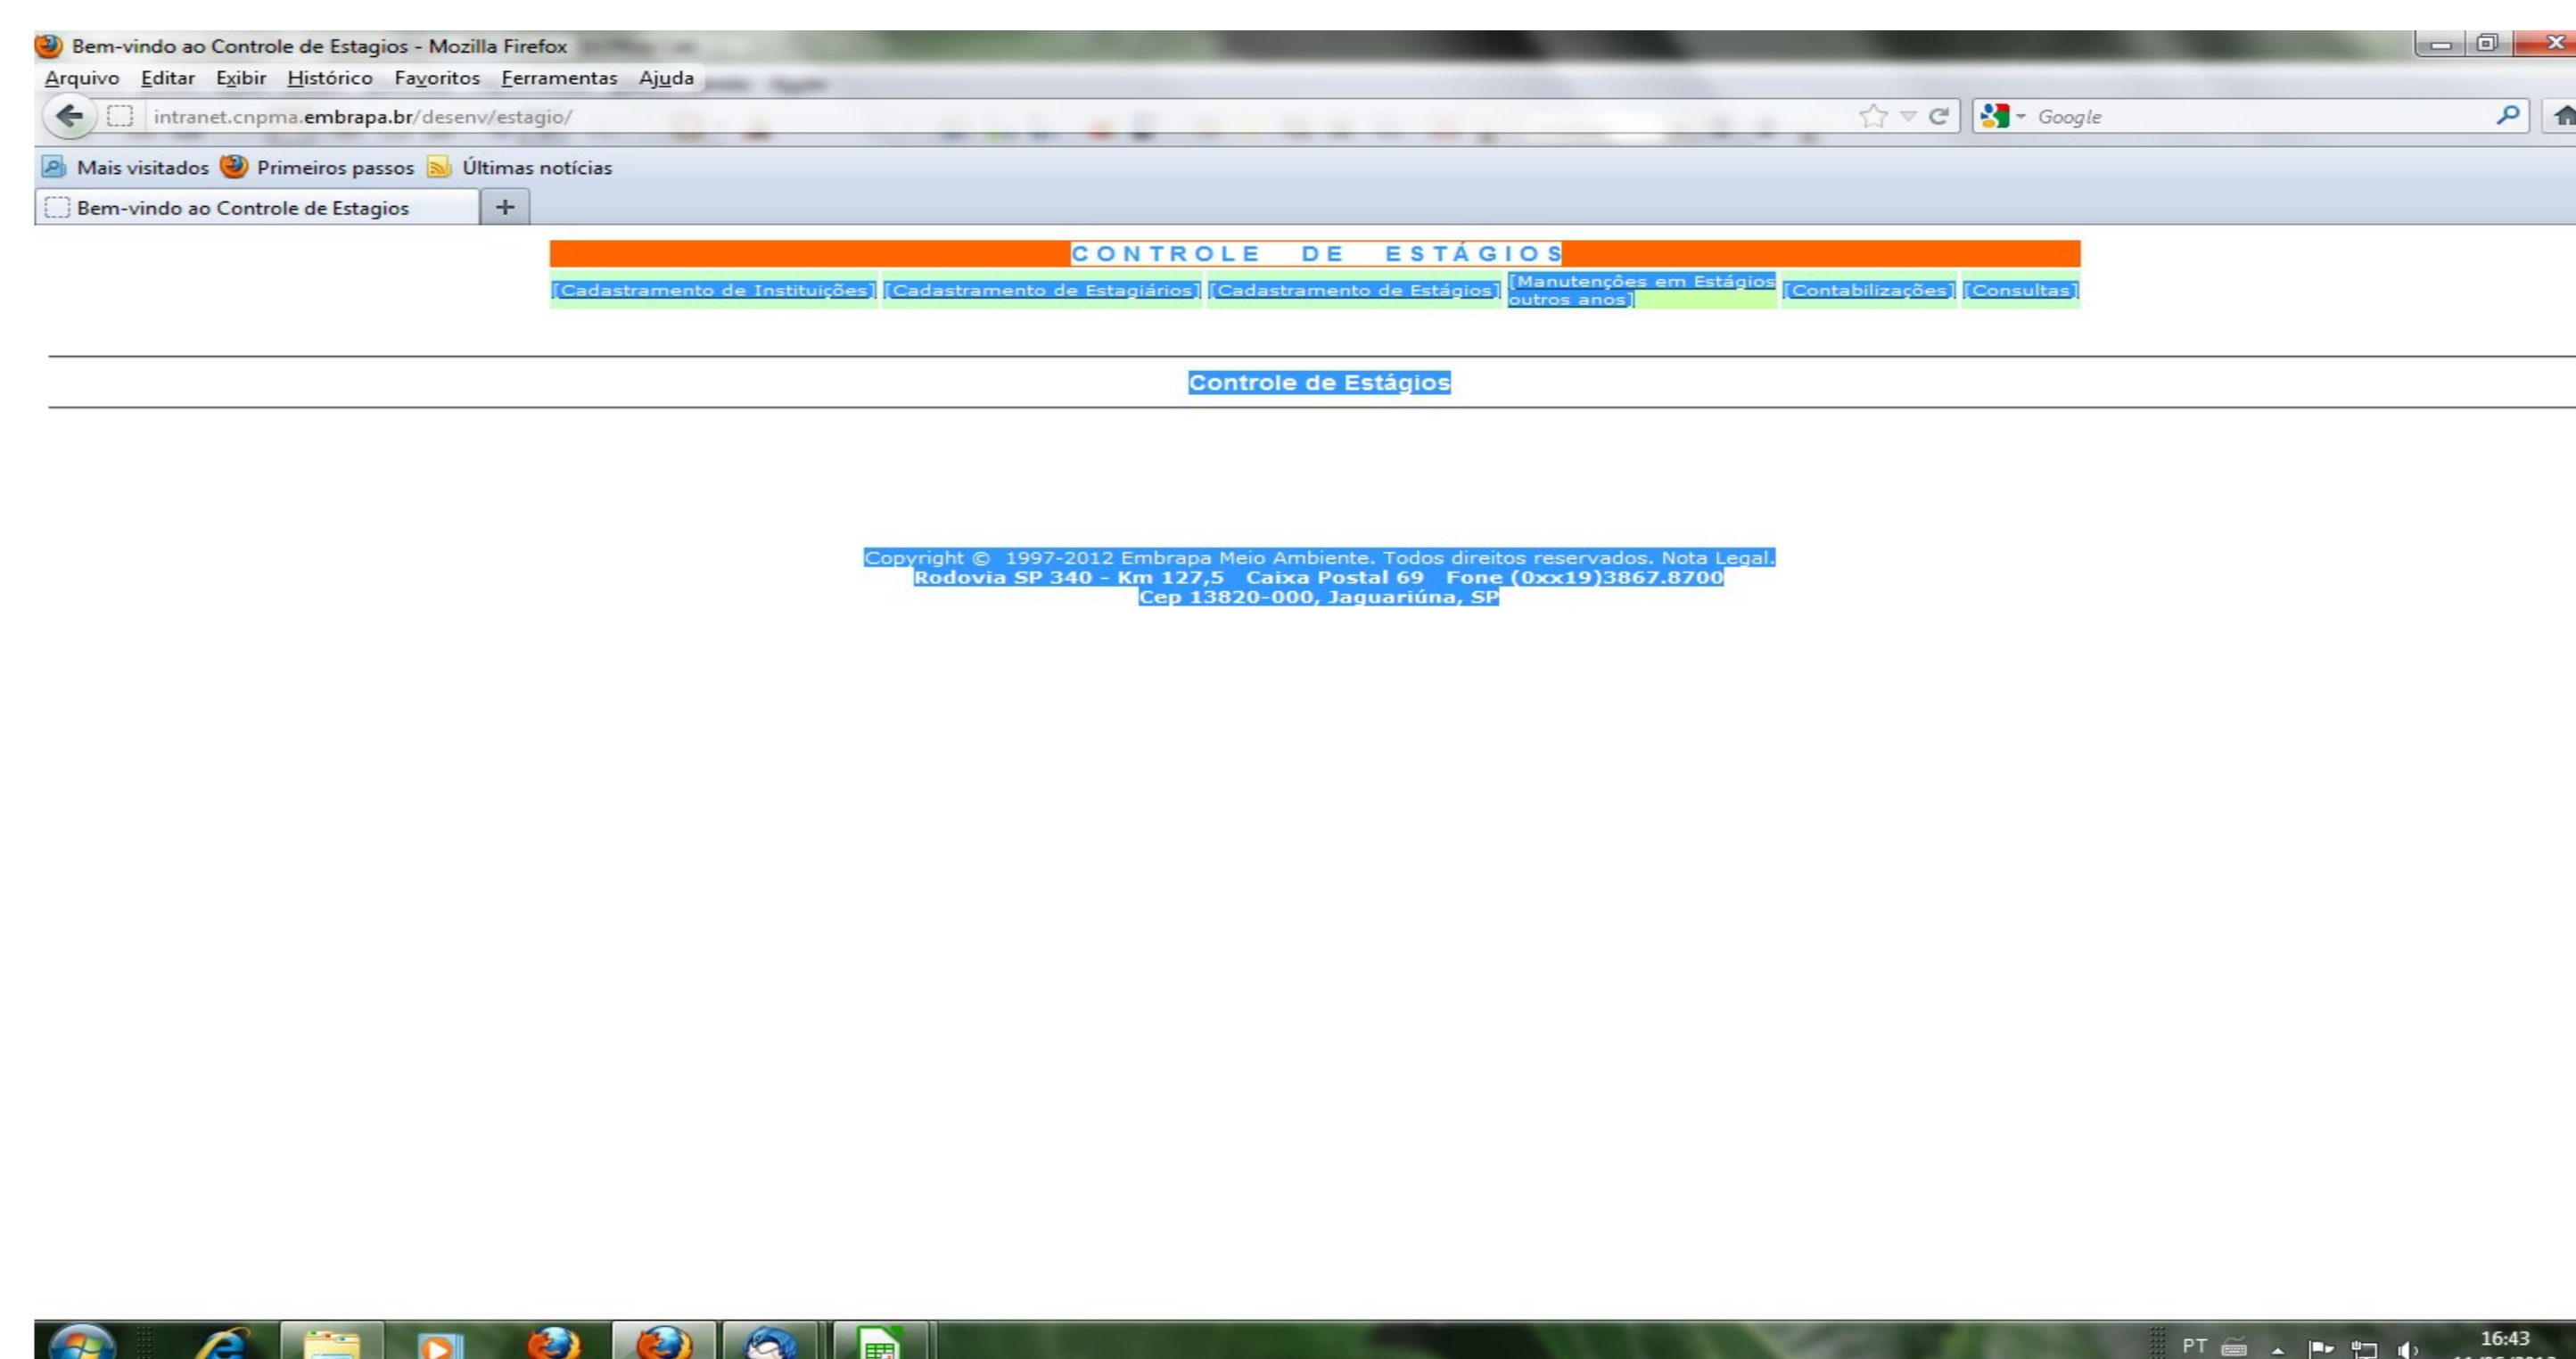 Bem-vindo ao Controle de Estagios - Mozilla Firefox
Arquivo Editar Exibir Histórico Favoritos Ferramentas Ajuda
intranet.cnpma.embrapa.br/desenv/estagio/ Google
Mais visitados Primeiros passos Últimas notícias
Bem-vindo ao Controle de Estagios
CONTROLE DE ESTÁGIOS
[Cadastramento de Instituições] [Cadastramento de Estagiários] [Cadastramento de Estágios] [Manutenções em Estágios
outros anos] [Contabilizações] [Consultas]
Controle de Estágios
Copyright © 1997-2012 Embrapa Meio Ambiente. Todos direitos reservados. Nota Legal.
Rodovia SP 340 - Km 127,5 Caixa Postal 69 Fone (0xx19)3867.8700
Cep 13820-000, Jaguariúna, SP
PT 16:43